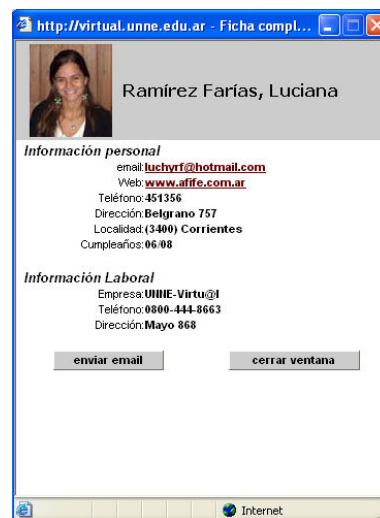 http://virtual.unne.edu.ar - Ficha compl...
Ramírez Farías, Luciana
Información personal
email:luchyrf@hotmail.com
Web:www.afife.com.ar
Teléfono:451356
Dirección:Belgrano 757
Localidad:(3400) Corrientes
Cumpleaños:06/08
Información Laboral
Empresa:UNNE-Virtu@l
Teléfono:0800-444-8663
Dirección:Mayo 868
enviar email cerrar ventana
Internet